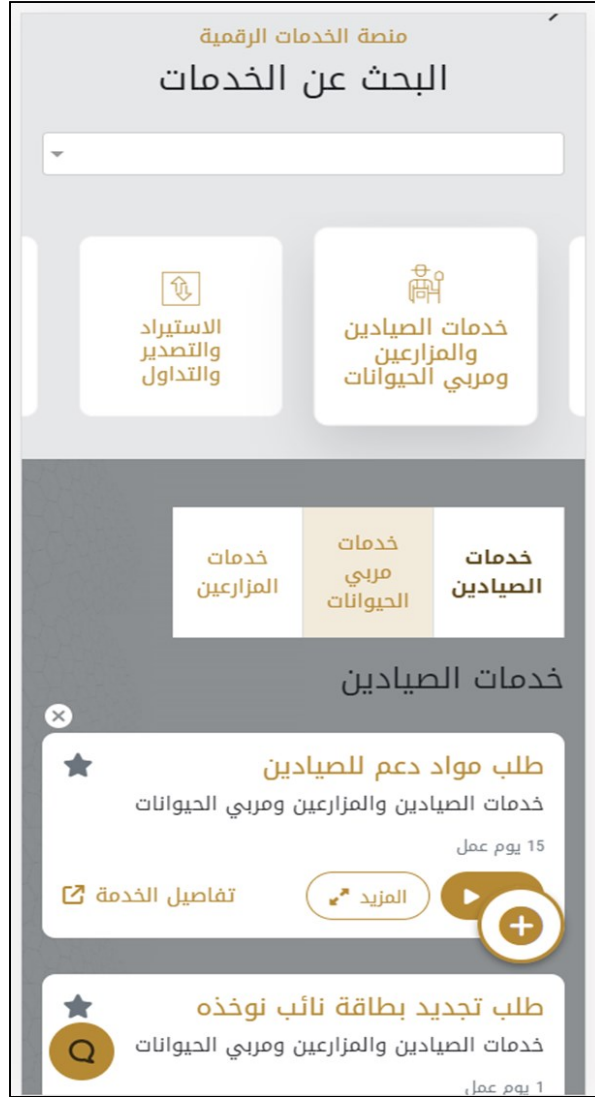 منصة الخدمات الرقمية
البحث عن الخدمات
خدمات الصيادين
والمزارعين
ومربي الحيوانات
الاستيراد
والتصدير
والتداول
خدمات
الصيادين
خدمات
مربي
الحيوانات
خدمات
المزارعين
خدمات الصيادين
طلب مواد دعم للصيادين
خدمات الصيادين والمزارعين ومربي الحيوانات
15 يوم عمل
المزيد
تفاصيل الخدمة
طلب تجديد بطاقة نائب نوخذه
خدمات الصيادين والمزارعين ومربي الحيوانات
1 يوم عمل